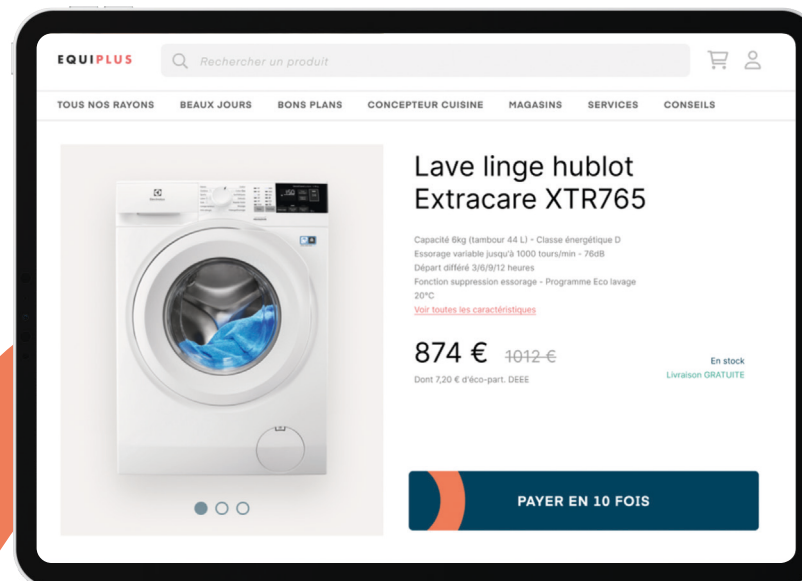 EQUIPLUS
Rechercher un produit
TOUS NOS RAYONS BEAUX JOURS BONS PLANS CONCEPTEUR CUISINE MAGASINS SERVICES CONSEILS
Lave linge hublot
Extracare XTR765
Capacité 6kg (tambour 44 L) - Classe énergétique D
Essorage variable jusqu'à 1000 tours/min - 76dB
Départ différé 3/6/9/12 heures
Fonction suppression essorage - Programme Eco lavage
20°C
Voir toutes les caractéristiques
874 € 1012 €
Dont 7,20 € d'éco-part. DEEE
En stock
Livraison GRATUITE
PAYER EN 10 FOIS
Electrolux